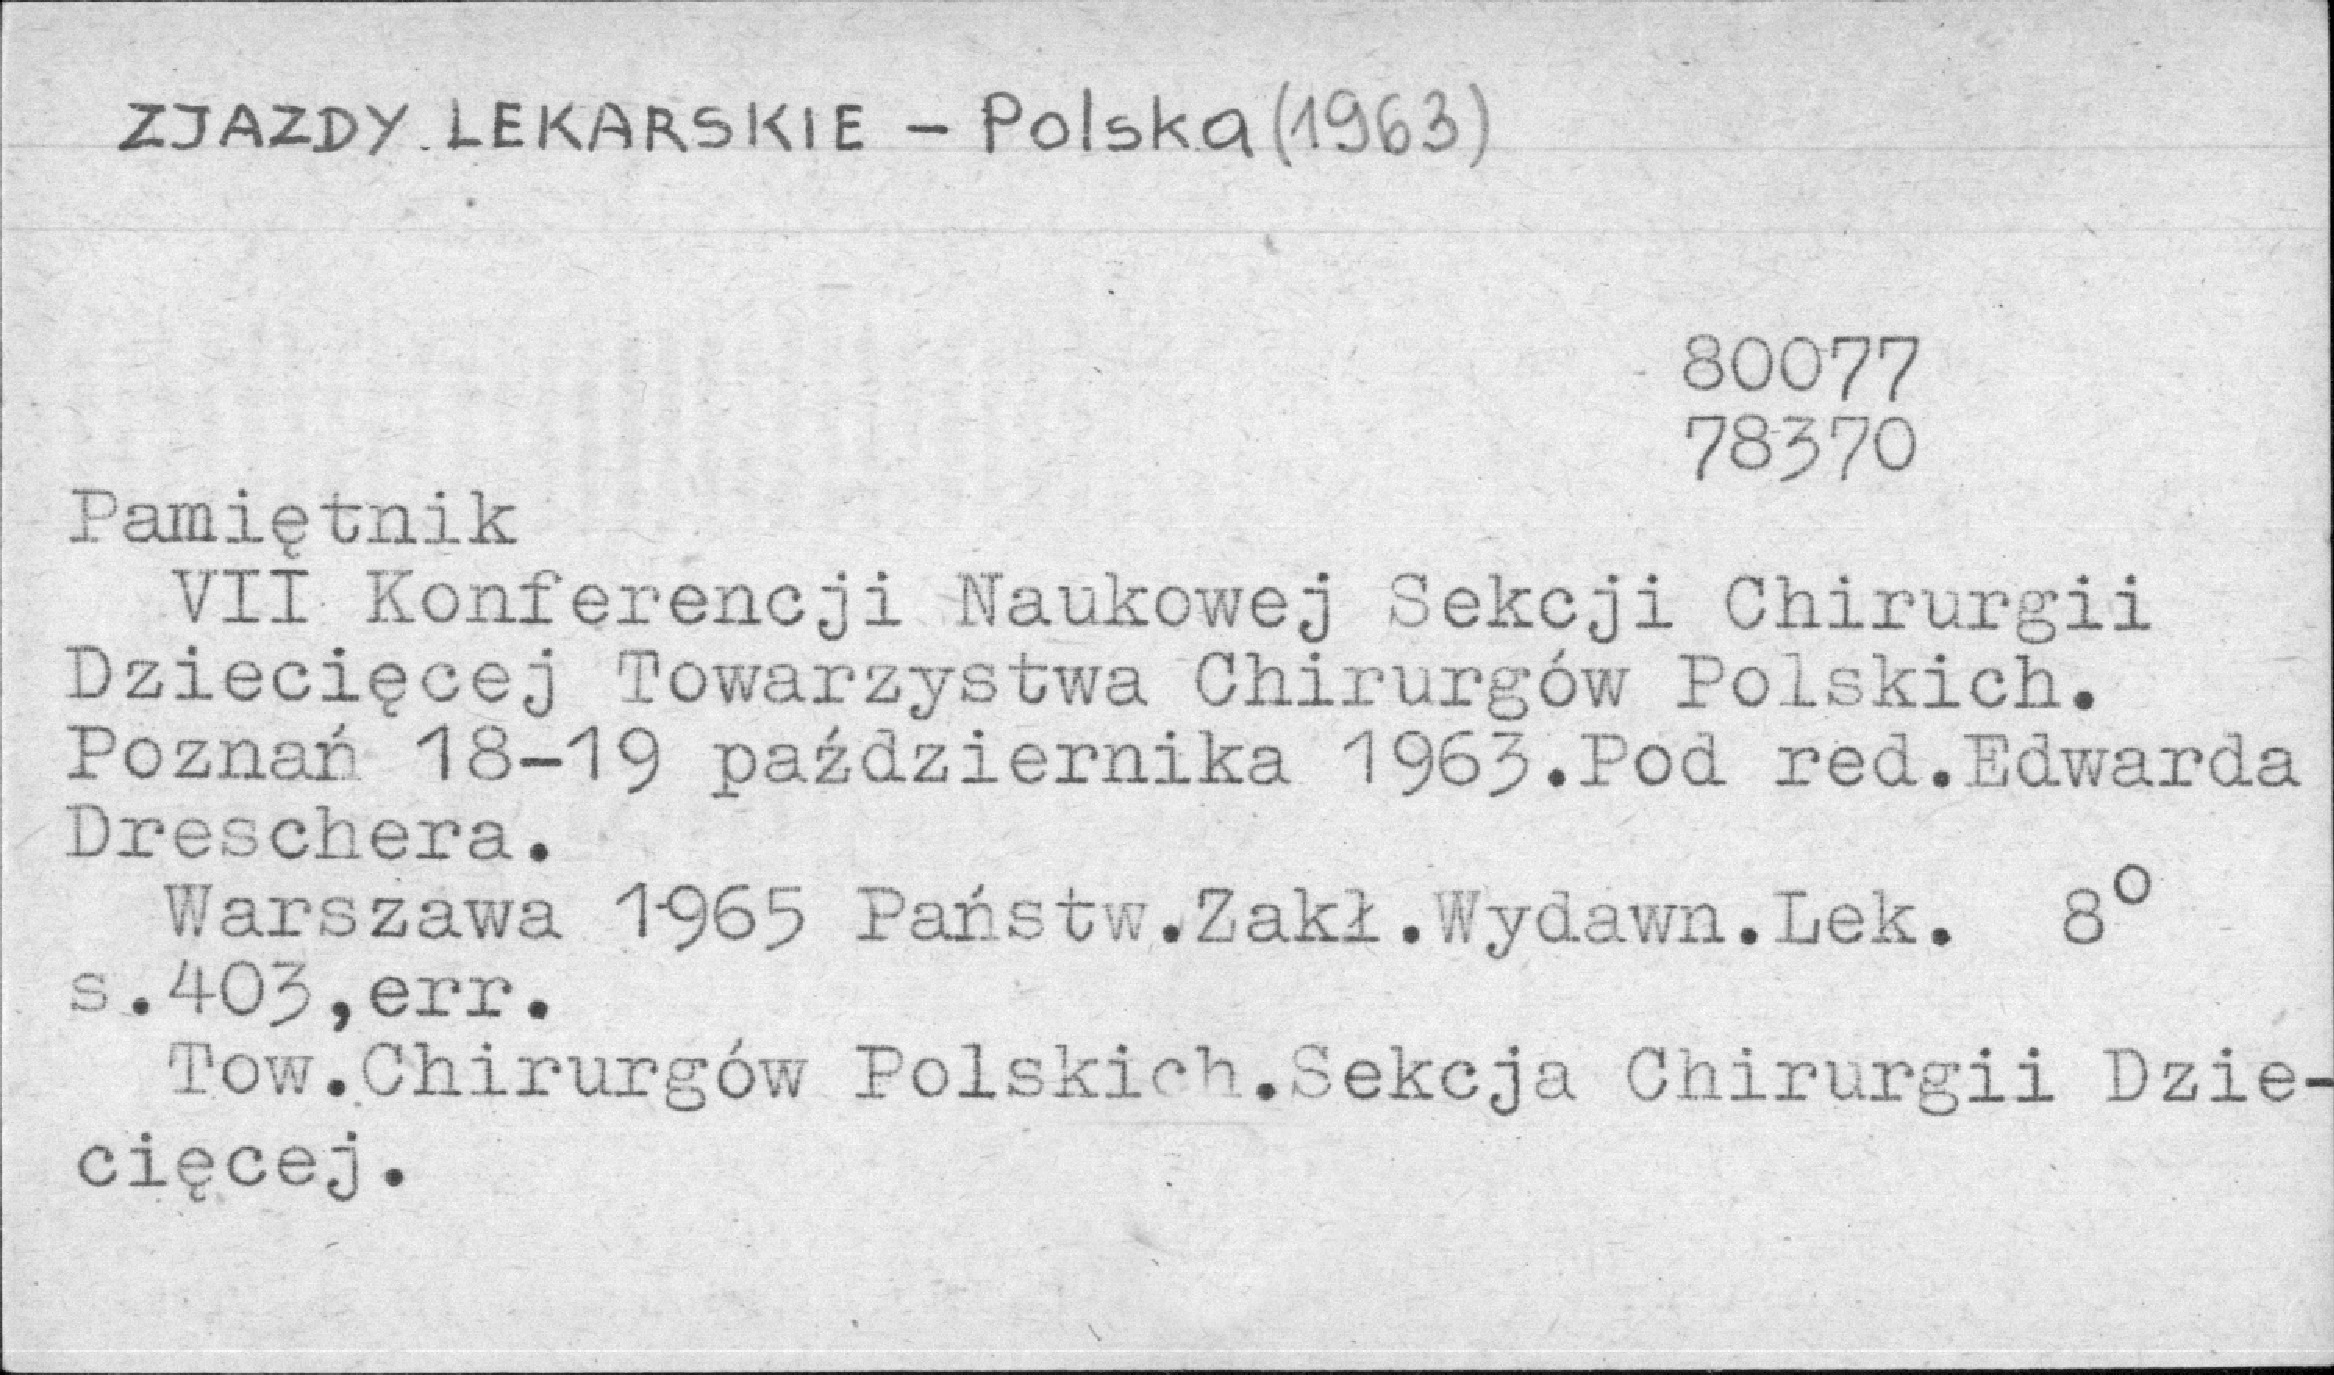 ZJAZDY LEKARSKIE - Polska (1963)
80077
78370
Pamiętnik
VII Konferencji Naukowej Sekcji Chirurgii
Dziecięcej Towarzystwa Chirurgów Polskich.
Poznań 18-19 października 1963.Pod red.Edwarda
Dreschera.
Warszawa 1965 Państw.Zakł.Wydawn.Lek. 8°
s.403,err.
Tow.Chirurgów Polskich.Sekcja Chirurgii Dzie-
cięcej.